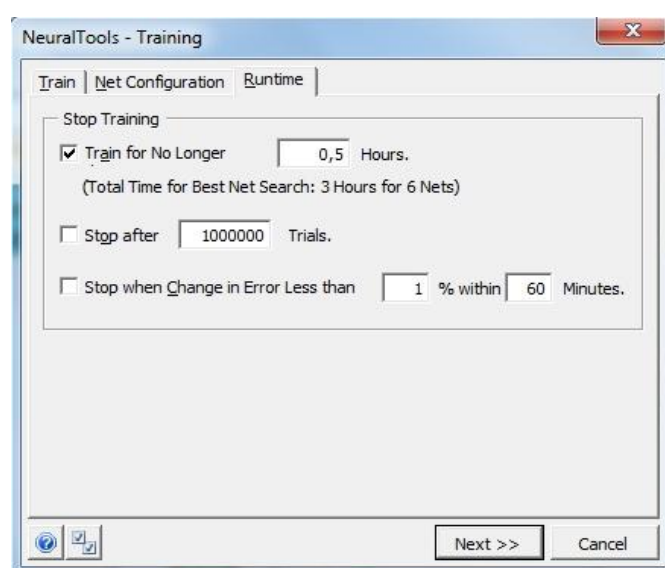 NeuralTools - Training
Train Net Configuration Runtime
Stop Training
Train for No Longer 0,5 Hours.
(Total Time for Best Net Search: 3 Hours for 6 Nets)
Stop after 1000000 Trials.
Stop when Change in Error Less than 1 % within 60 Minutes.
Next >> Cancel